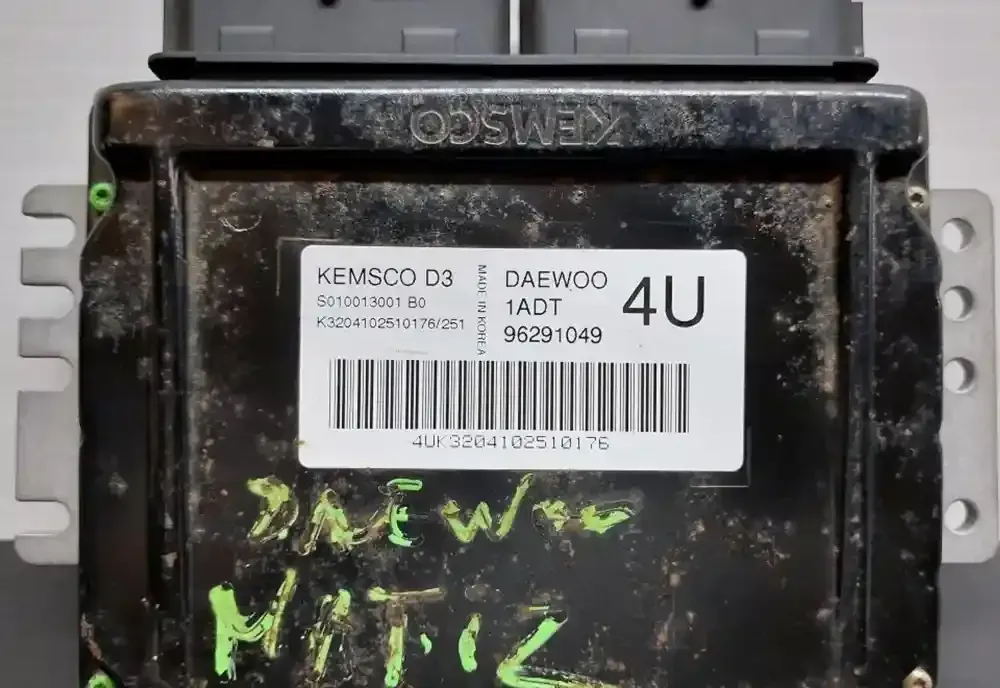 KEMSCO
KEMSCO D3
S010013001 B0
K3204102510176/251
MADE IN KOREA
DAEWOO
1ADT
96291049
4U
4UK3204102510176
DAEWOO
MATIZ